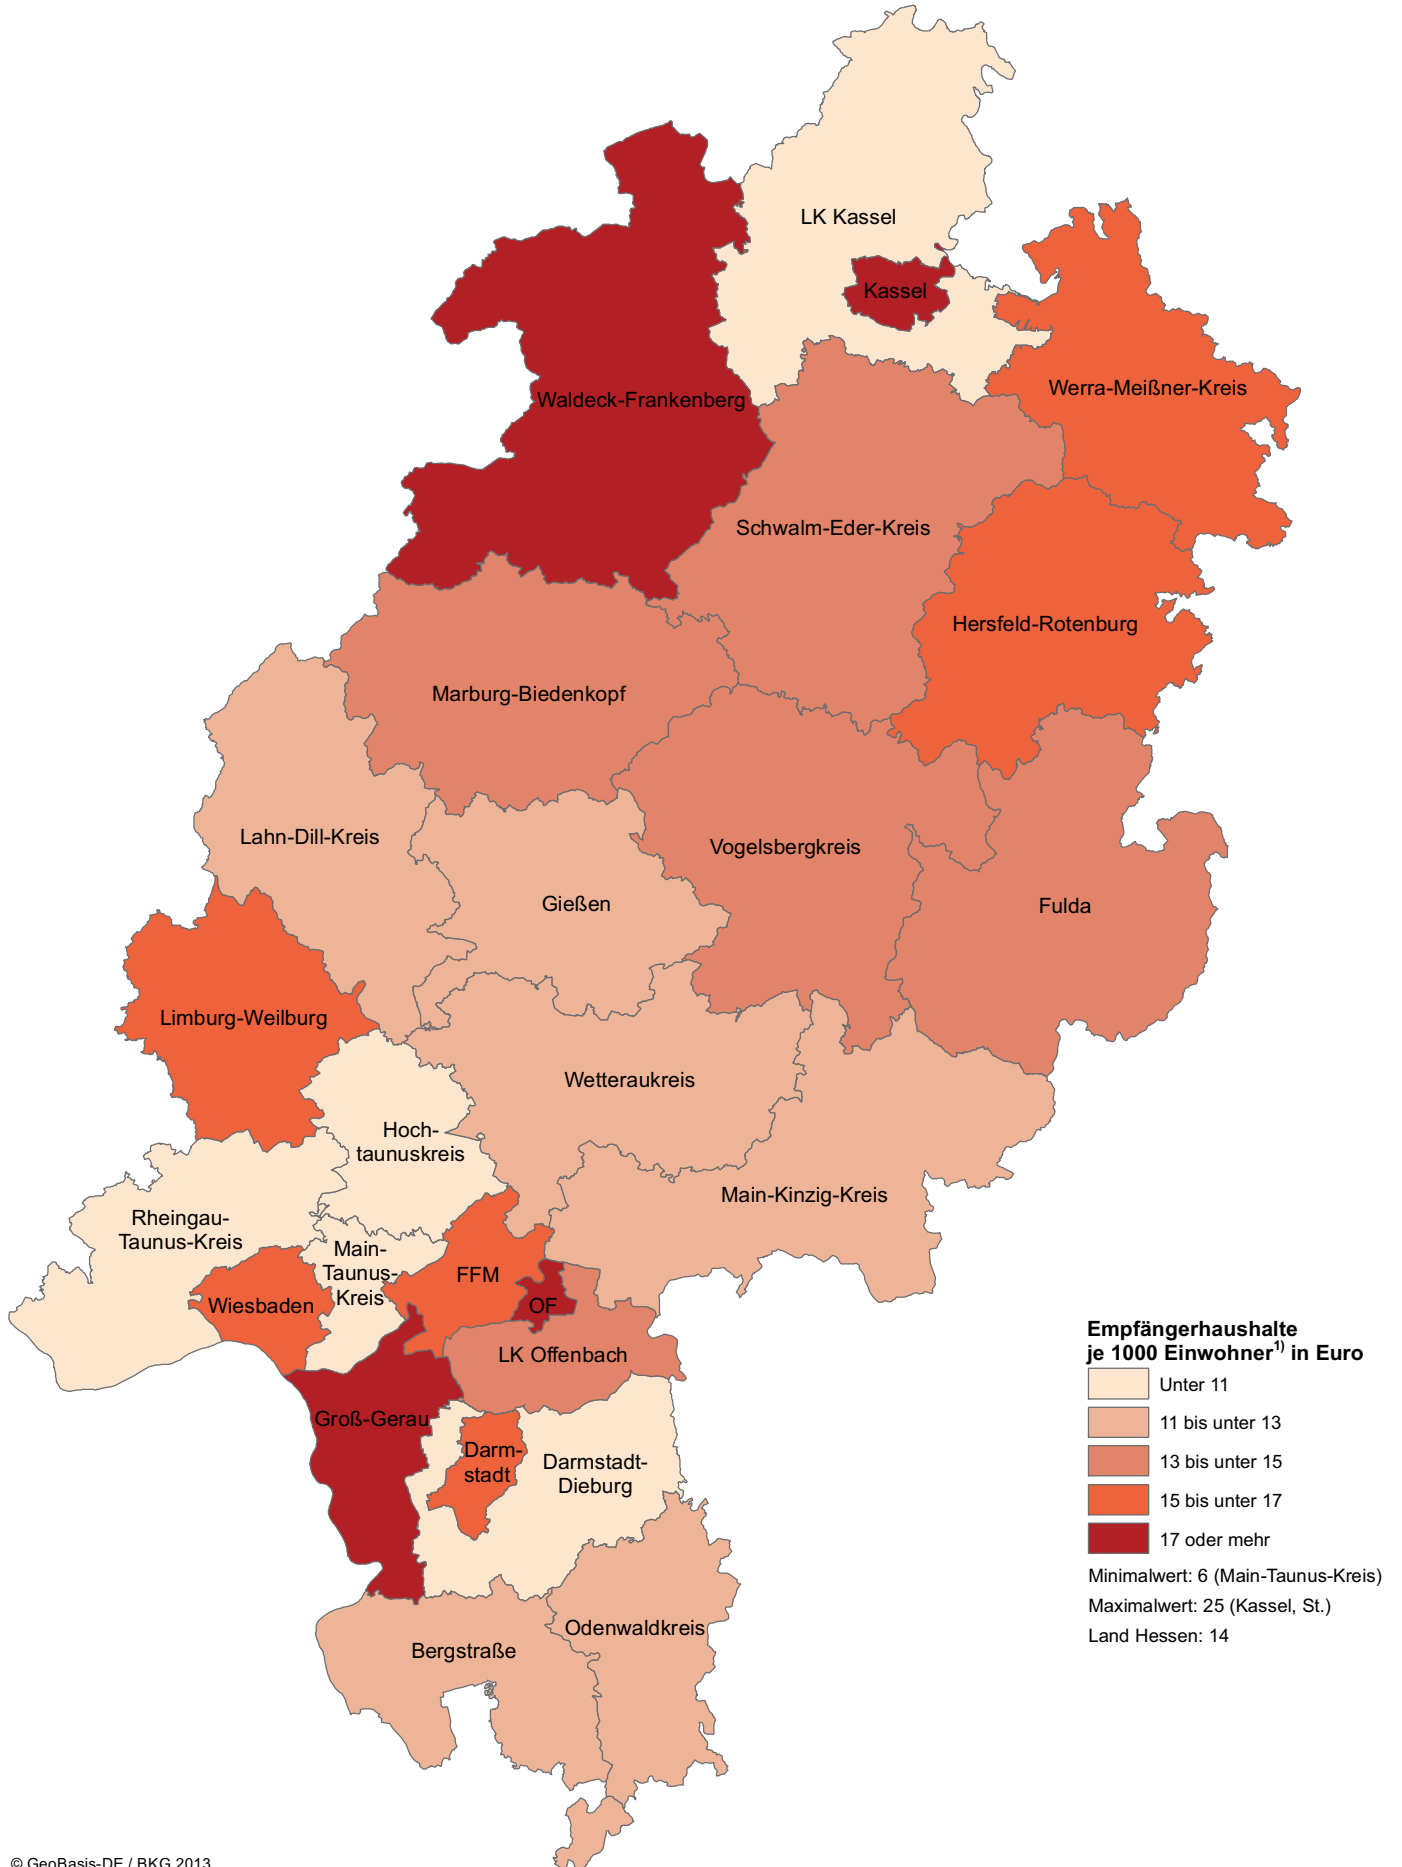 LK Kassel
Kassel
Werra-Meißner-Kreis
Waldeck-Frankenberg
Schwalm-Eder-Kreis
Hersfeld-Rotenburg
Marburg-Biedenkopf
Lahn-Dill-Kreis
Vogelsbergkreis
Gießen
Fulda
Limburg-Weilburg
Wetteraukreis
Hoch-
taunuskreis
Main-Kinzig-Kreis
Rheingau-
Taunus-Kreis
Main-
Taunus-
Kreis
FFM
Wiesbaden
OF
LK Offenbach
Groß-Gerau
Darm-
stadt
Darmstadt-
Dieburg
Odenwaldkreis
Bergstraße
Empfängerhaushalte
je 1000 Einwohner1) in Euro
Unter 11
11 bis unter 13
13 bis unter 15
15 bis unter 17
17 oder mehr
Minimalwert: 6 (Main-Taunus-Kreis)
Maximalwert: 25 (Kassel, St.)
Land Hessen: 14
© GeoBasis-DE / BKG 2013